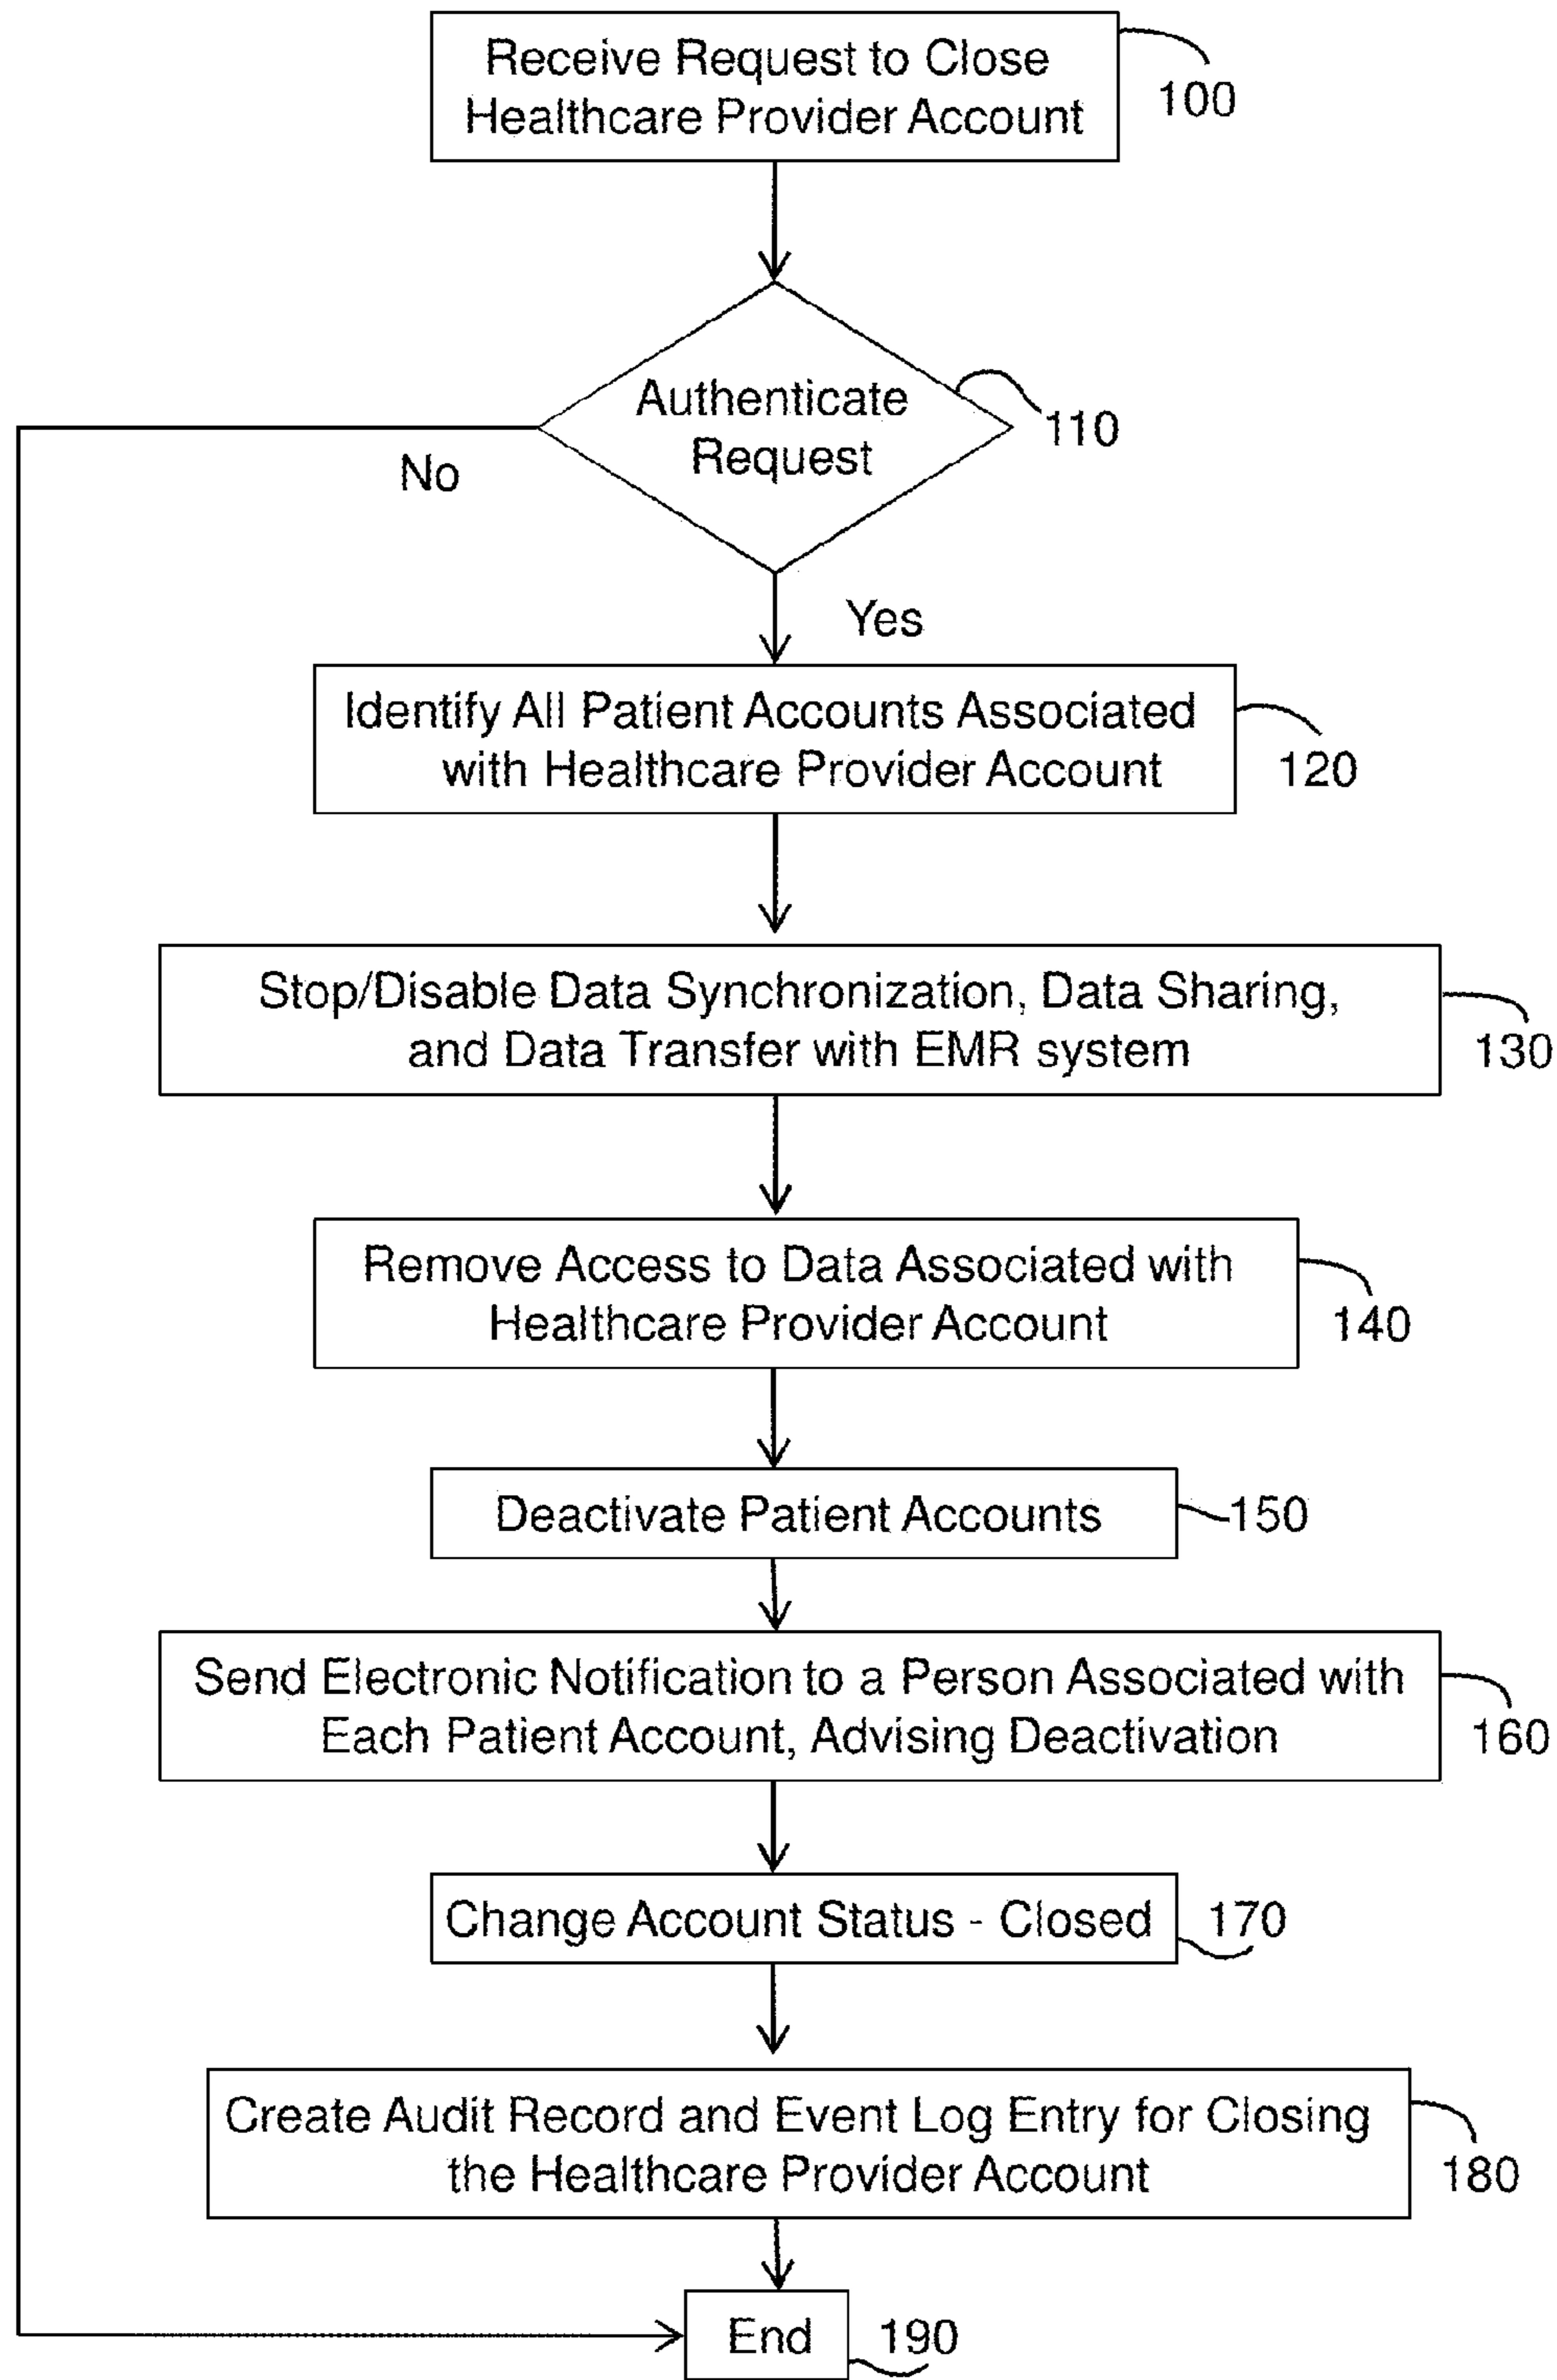 Receive Request to Close
Healthcare Provider Account
100
Authenticate
Request
110
No
Yes
Identify All Patient Accounts Associated
with Healthcare Provider Account
120
Stop/Disable Data Synchronization, Data Sharing,
and Data Transfer with EMR system
130
Remove Access to Data Associated with
Healthcare Provider Account
140
Deactivate Patient Accounts
150
Send Electronic Notification to a Person Associated with
Each Patient Account, Advising Deactivation
160
Change Account Status - Closed
170
Create Audit Record and Event Log Entry for Closing
the Healthcare Provider Account
180
End
190